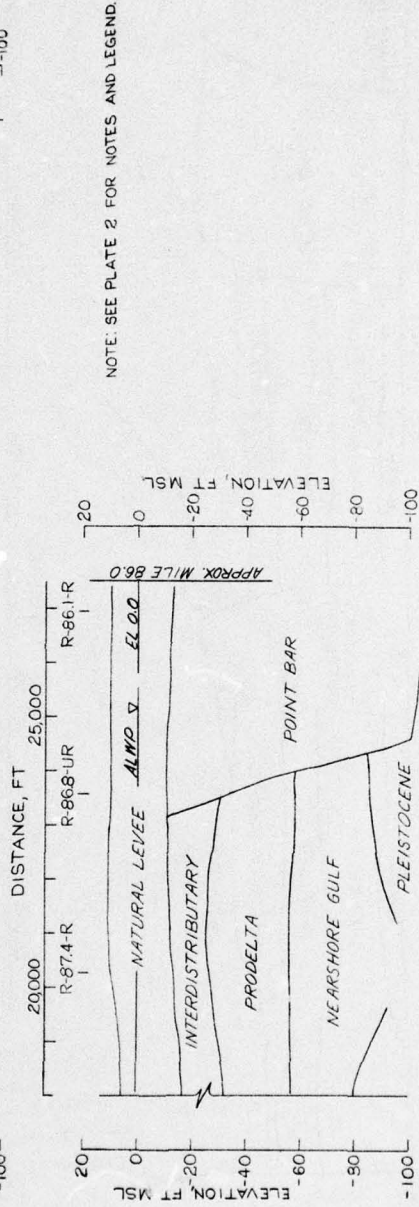 -100
-100
NOTE: SEE PLATE 2 FOR NOTES AND LEGEND.
DISTANCE, FT
20,000
25,000
R-87.4-R
R-86.8-UR
R-86.1-R
20
0
-20
-40
-60
-80
-100
ELEVATION, FT MSL
20
0
-20
-40
-60
-80
-100
ELEVATION, FT MSL
APPROX. MILE 86.0
ALWP
EL 0.0
NATURAL LEVEE
INTERDISTRIBUTARY
PRODELTA
POINT BAR
NEARSHORE GULF
PLEISTOCENE